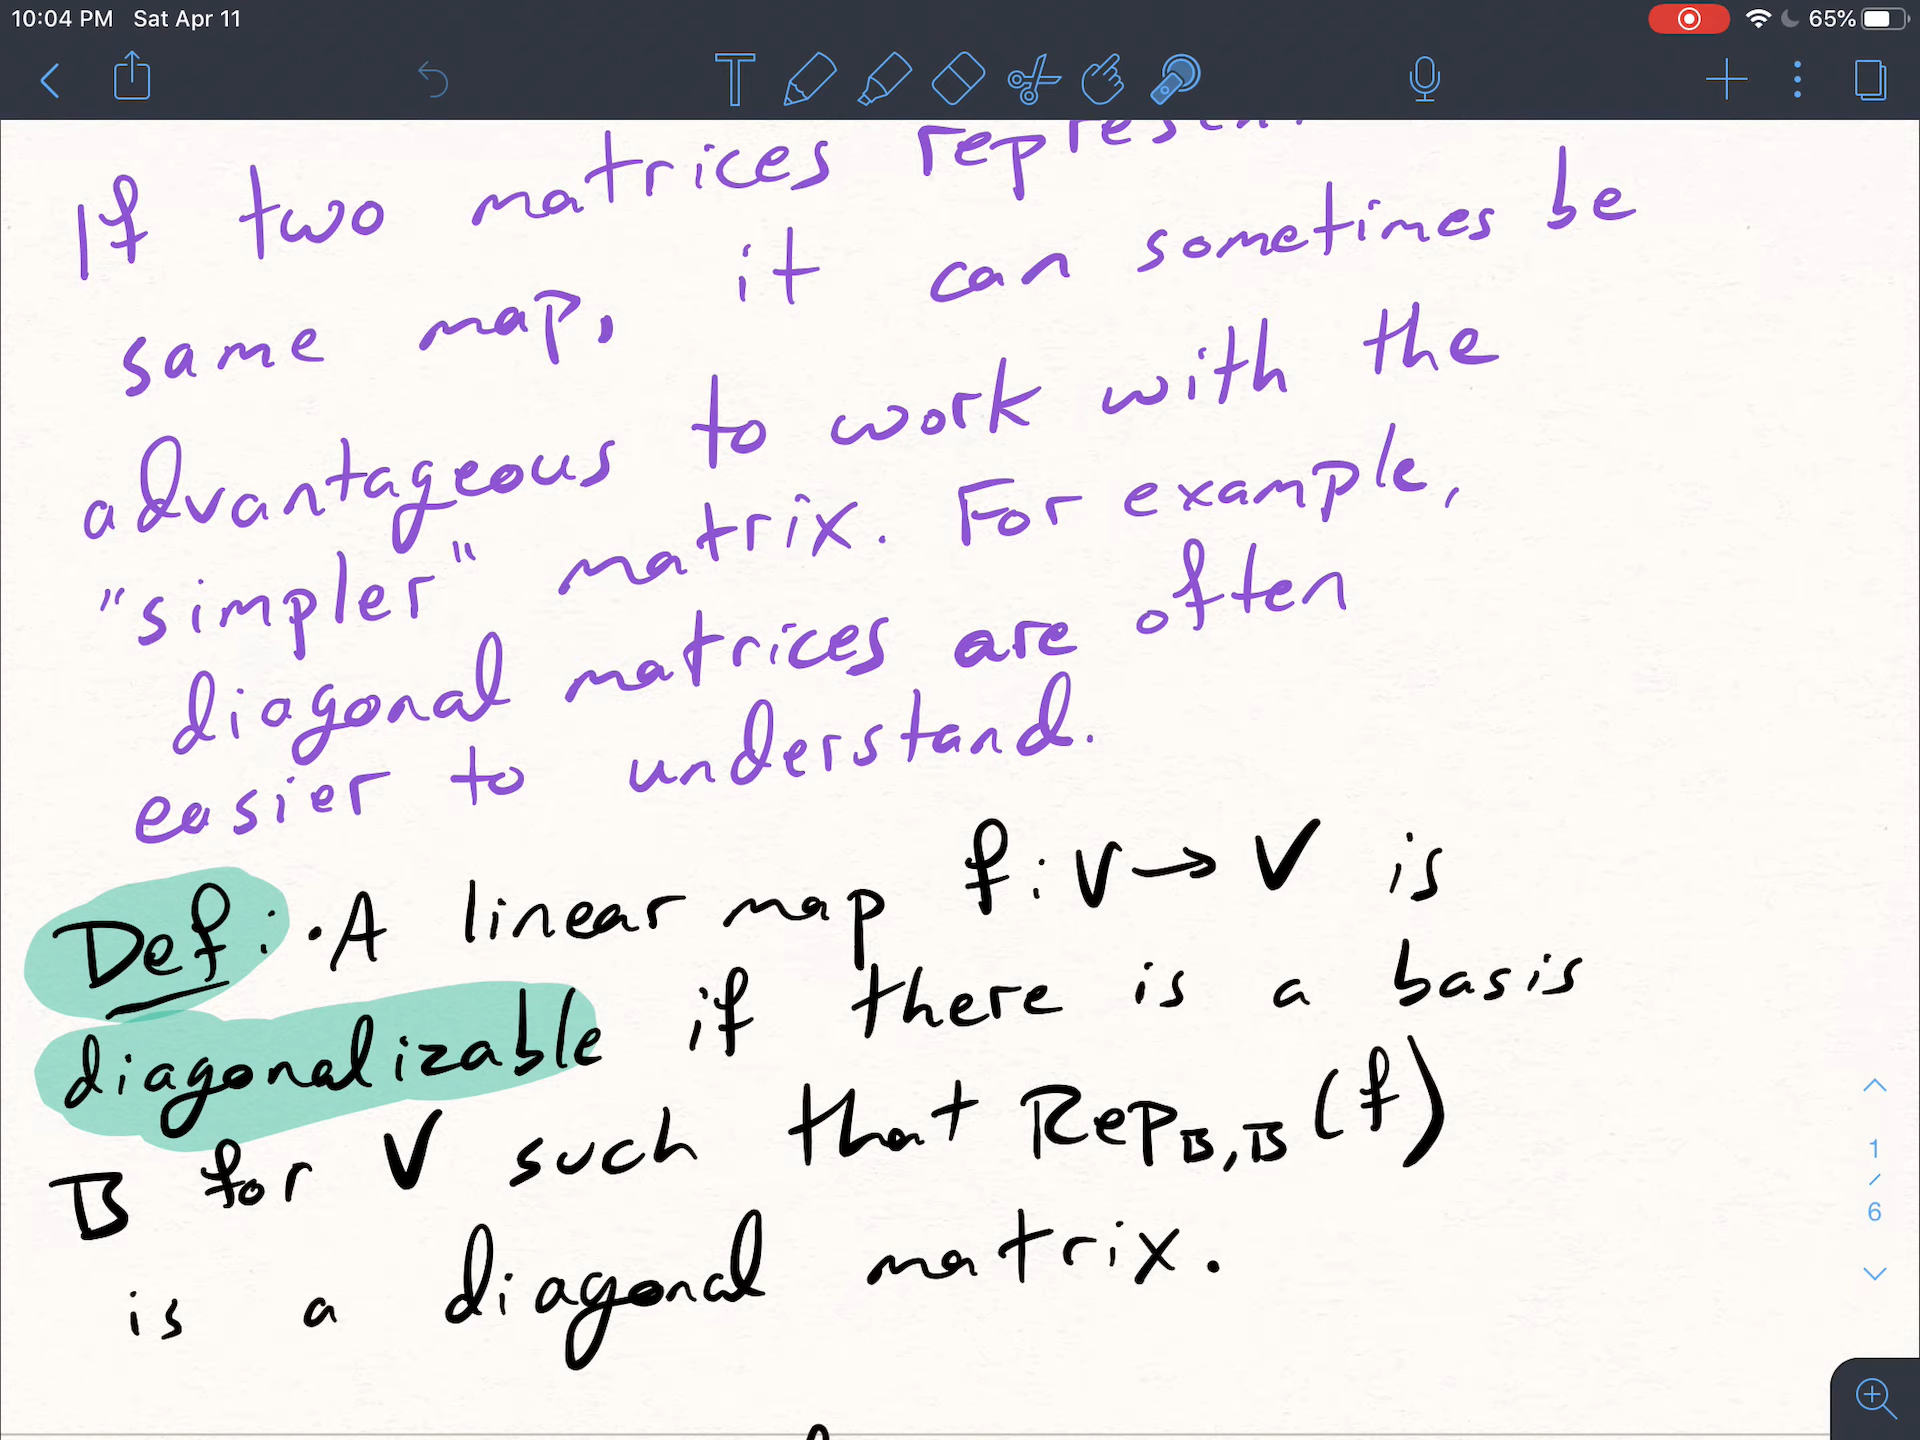 10:04 PM Sat Apr 11
65%
If two matrices
same map, it can sometimes be
advantageous to work with the
"simpler" matrix. For example,
diagonal matrices are often
easier to understand.
Def: · A linear map f: V → V is
diagonalizable if there is a basis
B for V such that Rep_{B,B}(f)
is a diagonal matrix.
1
/
6